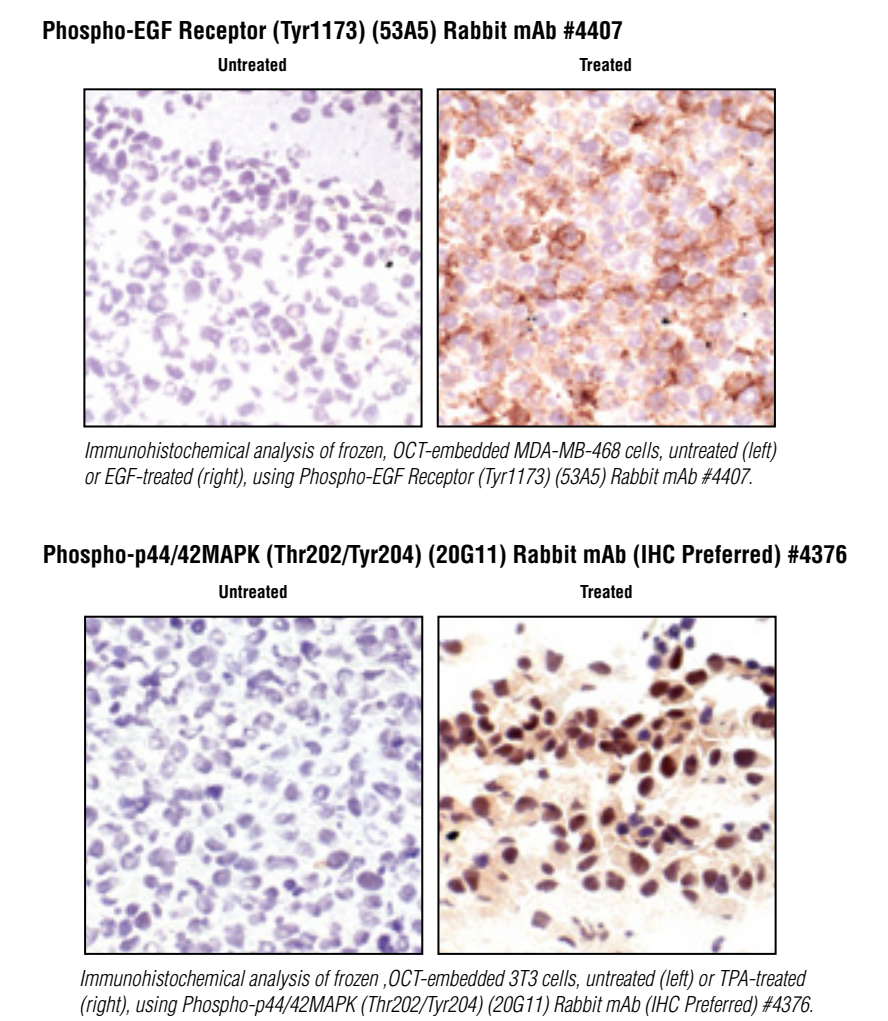 Phospho-EGF Receptor (Tyr1173) (53A5) Rabbit mAb #4407
Untreated
Treated
Immunohistochemical analysis of frozen, OCT-embedded MDA-MB-468 cells, untreated (left)
or EGF-treated (right), using Phospho-EGF Receptor (Tyr1173) (53A5) Rabbit mAb #4407.
Phospho-p44/42MAPK (Thr202/Tyr204) (20G11) Rabbit mAb (IHC Preferred) #4376
Untreated
Treated
Immunohistochemical analysis of frozen ,OCT-embedded 3T3 cells, untreated (left) or TPA-treated
(right), using Phospho-p44/42MAPK (Thr202/Tyr204) (20G11) Rabbit mAb (IHC Preferred) #4376.